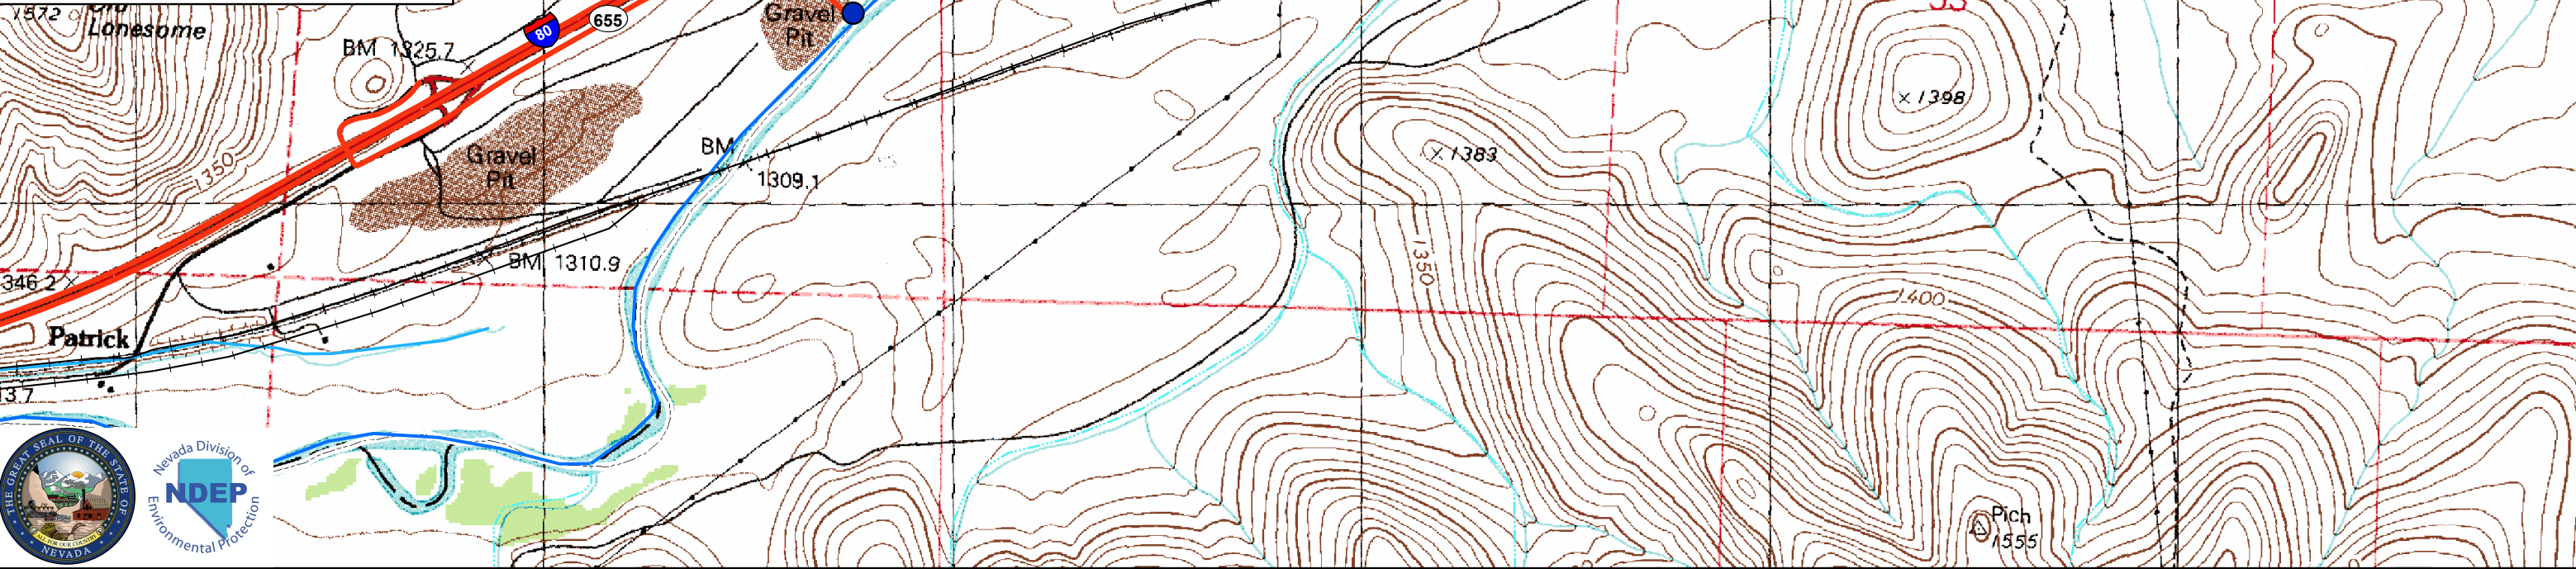 1572
Lonesome
BM 1325.7
80
655
Gravel
Pit
1350
Gravel
Pit
BM
1309.1
BM 1310.9
346.2
Patrick
13.7
1383
1398
1350
1400
Pich
1555
THE GREAT SEAL OF THE STATE OF
NEVADA
ALL FOR OUR COUNTRY
Nevada Division of
NDEP
Environmental Protection